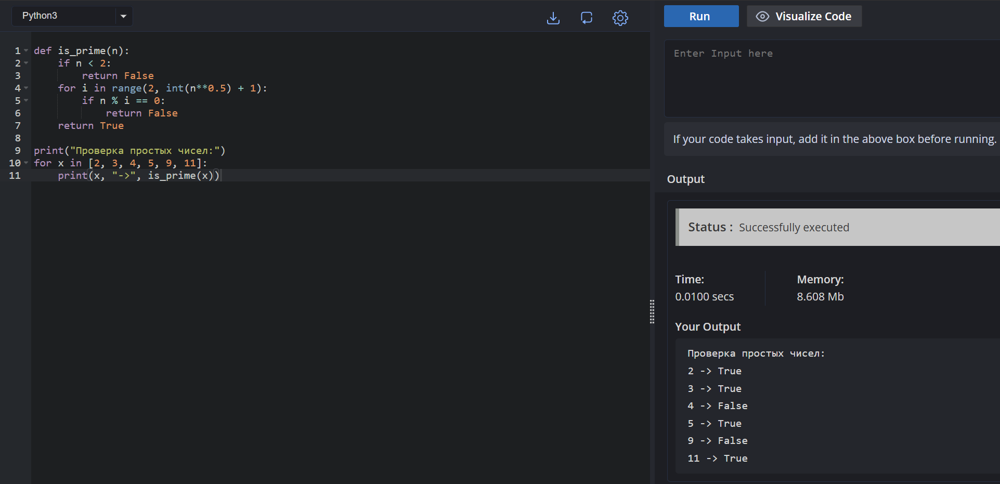 Python3
1 def is_prime(n):
2     if n < 2:
3         return False
4     for i in range(2, int(n**0.5) + 1):
5         if n % i == 0:
6             return False
7     return True
8
9 print("Проверка простых чисел:")
10 for x in [2, 3, 4, 5, 9, 11]:
11     print(x, "->", is_prime(x))
Run
Visualize Code
Enter Input here
If your code takes input, add it in the above box before running.
Output
Status : Successfully executed
Time:
0.0100 secs
Memory:
8.608 Mb
Your Output
Проверка простых чисел:
2 -> True
3 -> True
4 -> False
5 -> True
9 -> False
11 -> True